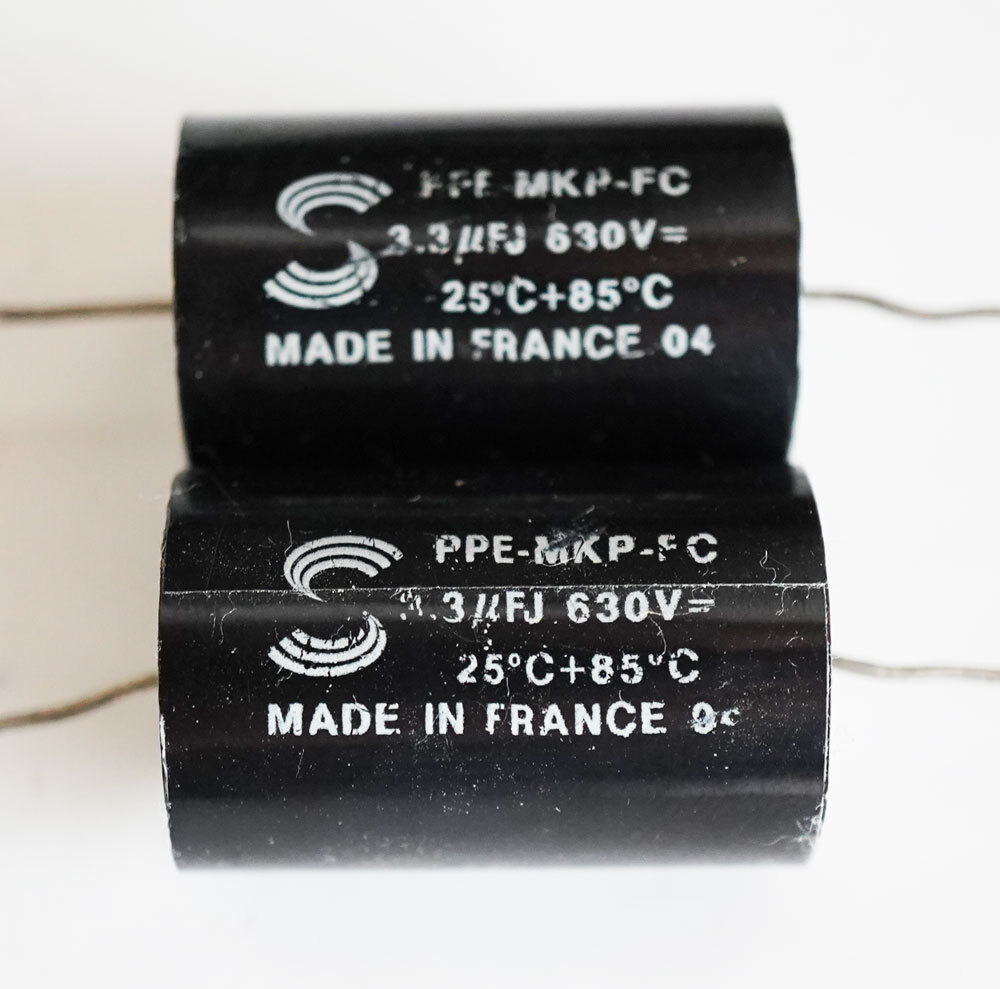 PPE-MKP-FC
3.3µFJ 630V=
25°C+85°C
MADE IN FRANCE 04
PPE-MKP-FC
3.3µFJ 630V=
25°C+85°C
MADE IN FRANCE